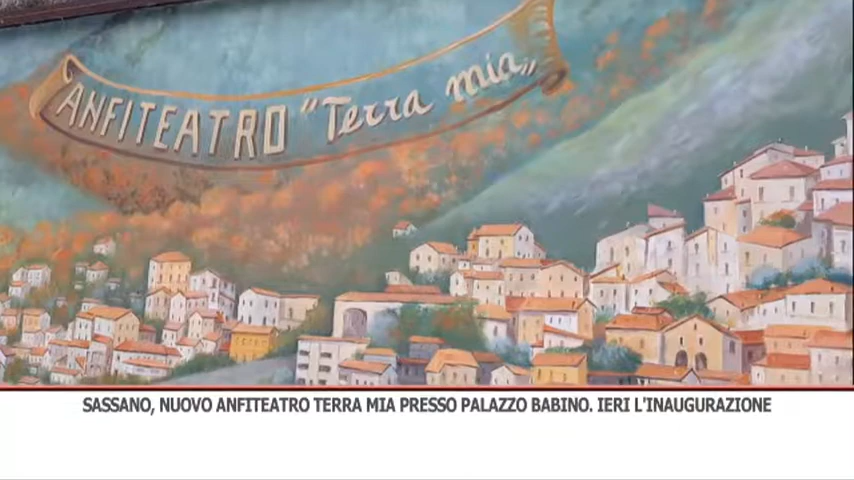 ANFITEATRO "Terra mia"
SASSANO, NUOVO ANFITEATRO TERRA MIA PRESSO PALAZZO BABINO. IERI L'INAUGURAZIONE